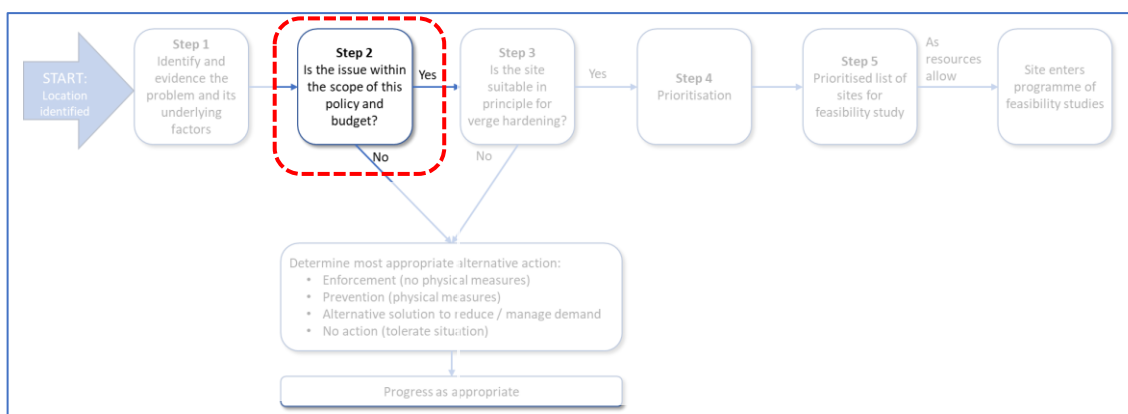 START:
Location
identified
Step 1
Identify and
evidence the
problem and its
underlying
factors
Step 2
Is the issue within
the scope of this
policy and
budget?
Yes
No
Step 3
Is the site
suitable in
principle for
verge hardening?
Yes
No
Step 4
Prioritisation
Step 5
Prioritised list of
sites for
feasibility study
As
resources
allow
Site enters
programme of
feasibility studies
Determine most appropriate alternative action:
• Enforcement (no physical measures)
• Prevention (physical measures)
• Alternative solution to reduce / manage demand
• No action (tolerate situation)
Progress as appropriate